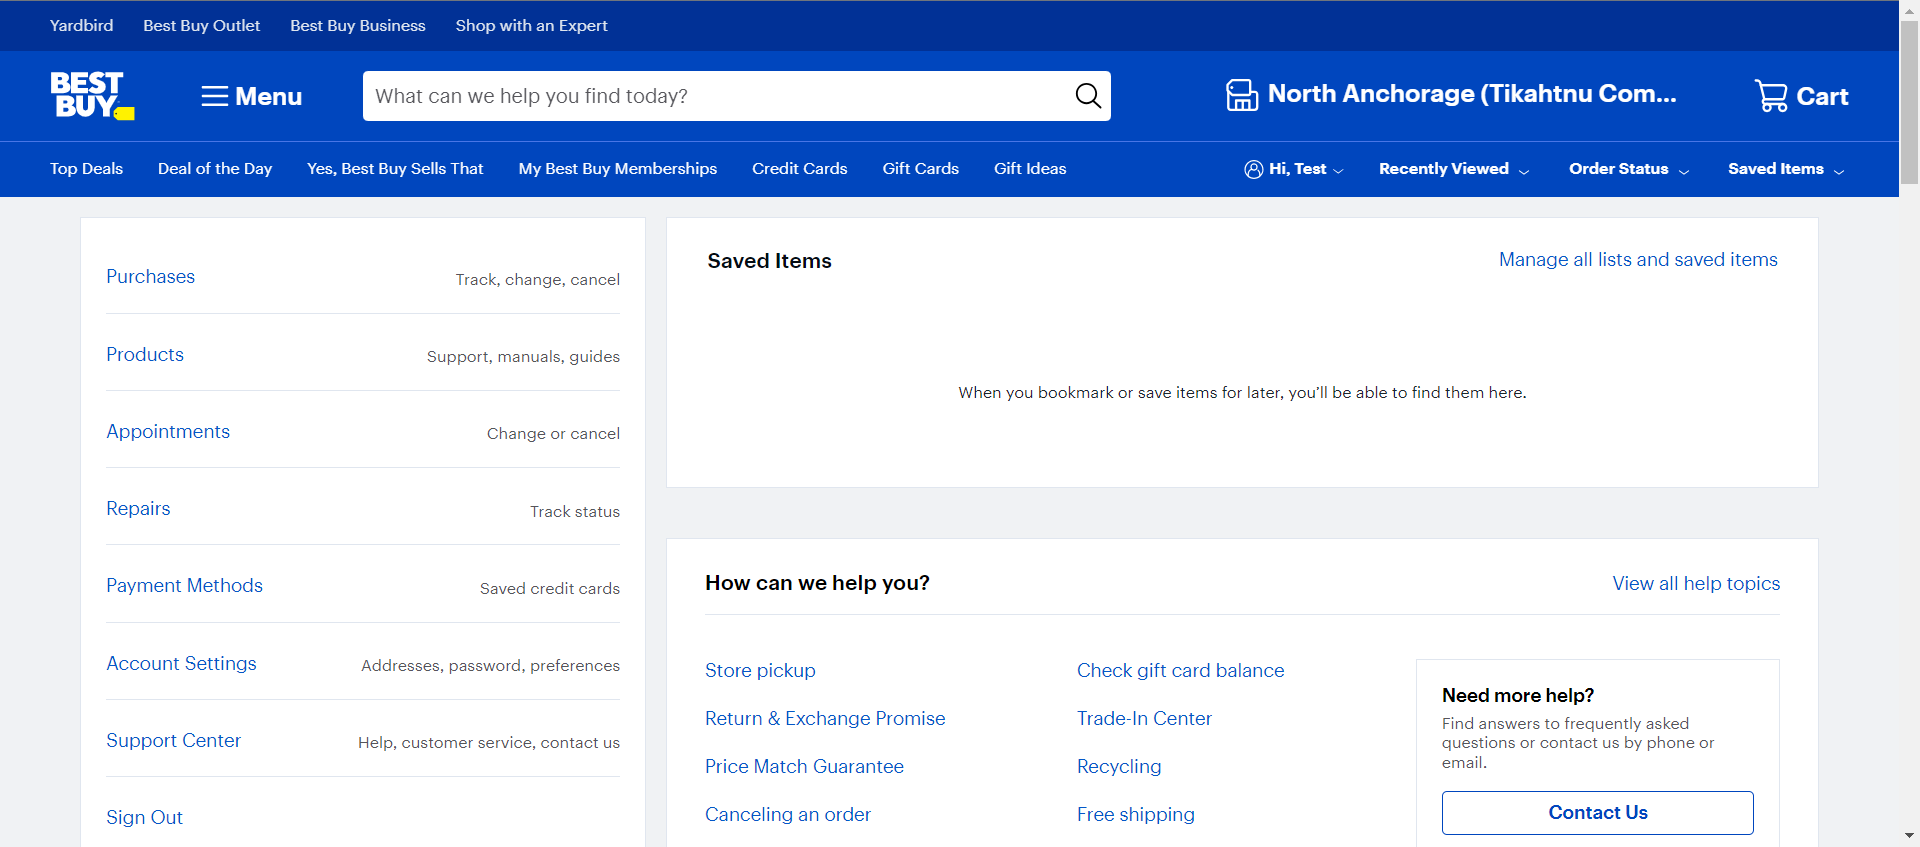 Yardbird Best Buy Outlet Best Buy Business Shop with an Expert
BEST
BUY
Menu
What can we help you find today?
North Anchorage (Tikahtnu Com...
Cart
Top Deals Deal of the Day Yes, Best Buy Sells That My Best Buy Memberships Credit Cards Gift Cards Gift Ideas
Hi, Test Recently Viewed Order Status Saved Items
Purchases Track, change, cancel
Products Support, manuals, guides
Appointments Change or cancel
Repairs Track status
Payment Methods Saved credit cards
Account Settings Addresses, password, preferences
Support Center Help, customer service, contact us
Sign Out
Saved Items Manage all lists and saved items
When you bookmark or save items for later, you'll be able to find them here.
How can we help you? View all help topics
Store pickup
Return & Exchange Promise
Price Match Guarantee
Canceling an order
Check gift card balance
Trade-In Center
Recycling
Free shipping
Need more help?
Find answers to frequently asked
questions or contact us by phone or
email.
Contact Us